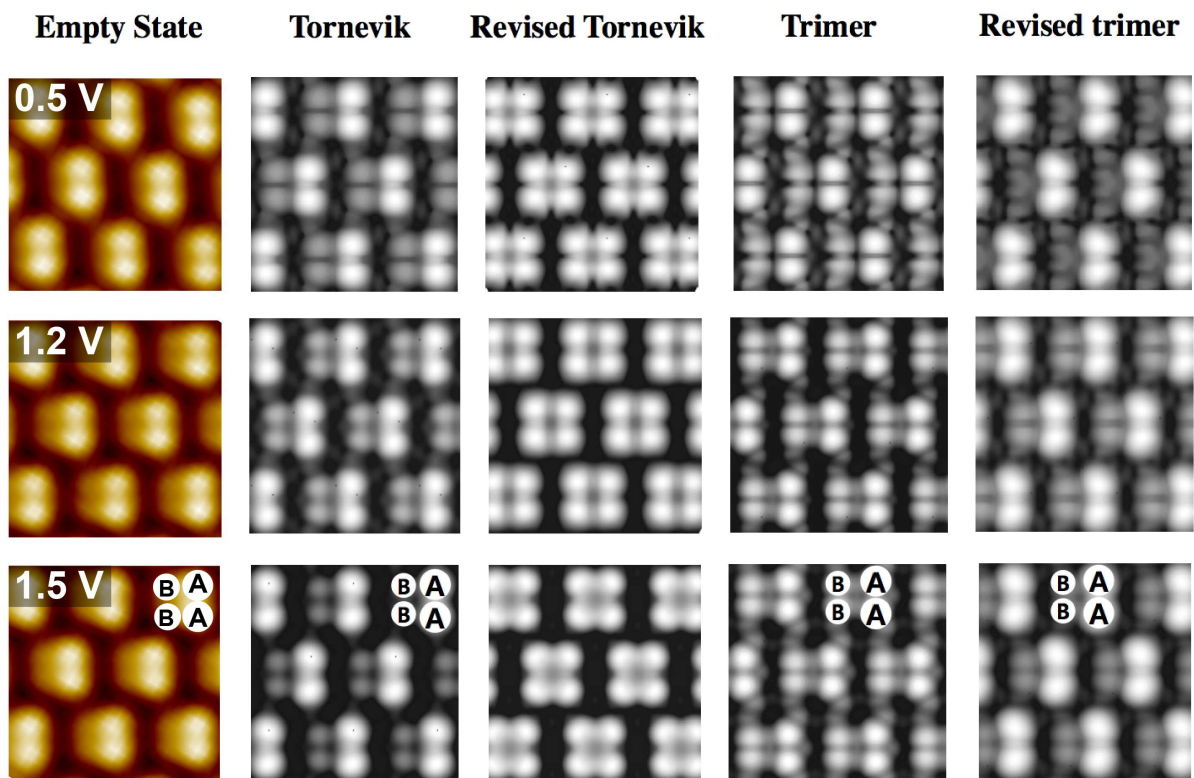 Empty State Tornevik Revised Tornevik Trimer Revised trimer
0.5 V
1.2 V
1.5 V
B A B A B A B A
B A B A B A B A